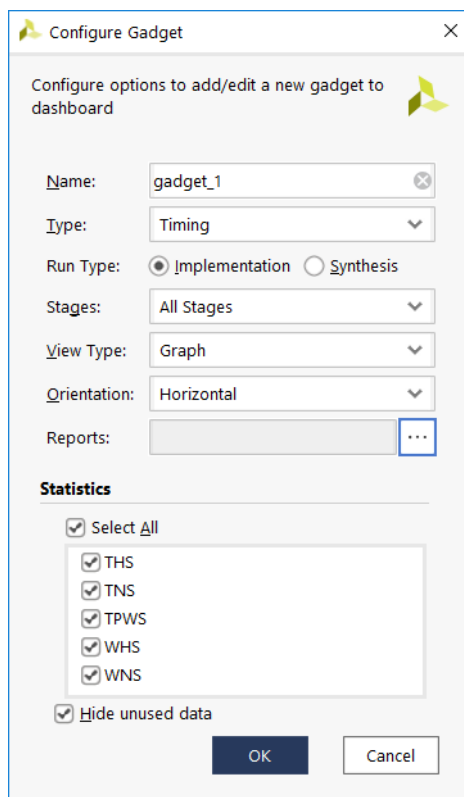 Configure Gadget
Configure options to add/edit a new gadget to
dashboard
Name: gadget_1
Type: Timing
Run Type: Implementation Synthesis
Stages: All Stages
View Type: Graph
Orientation: Horizontal
Reports: ...
Statistics
Select All
THS
TNS
TPWS
WHS
WNS
Hide unused data
OK Cancel